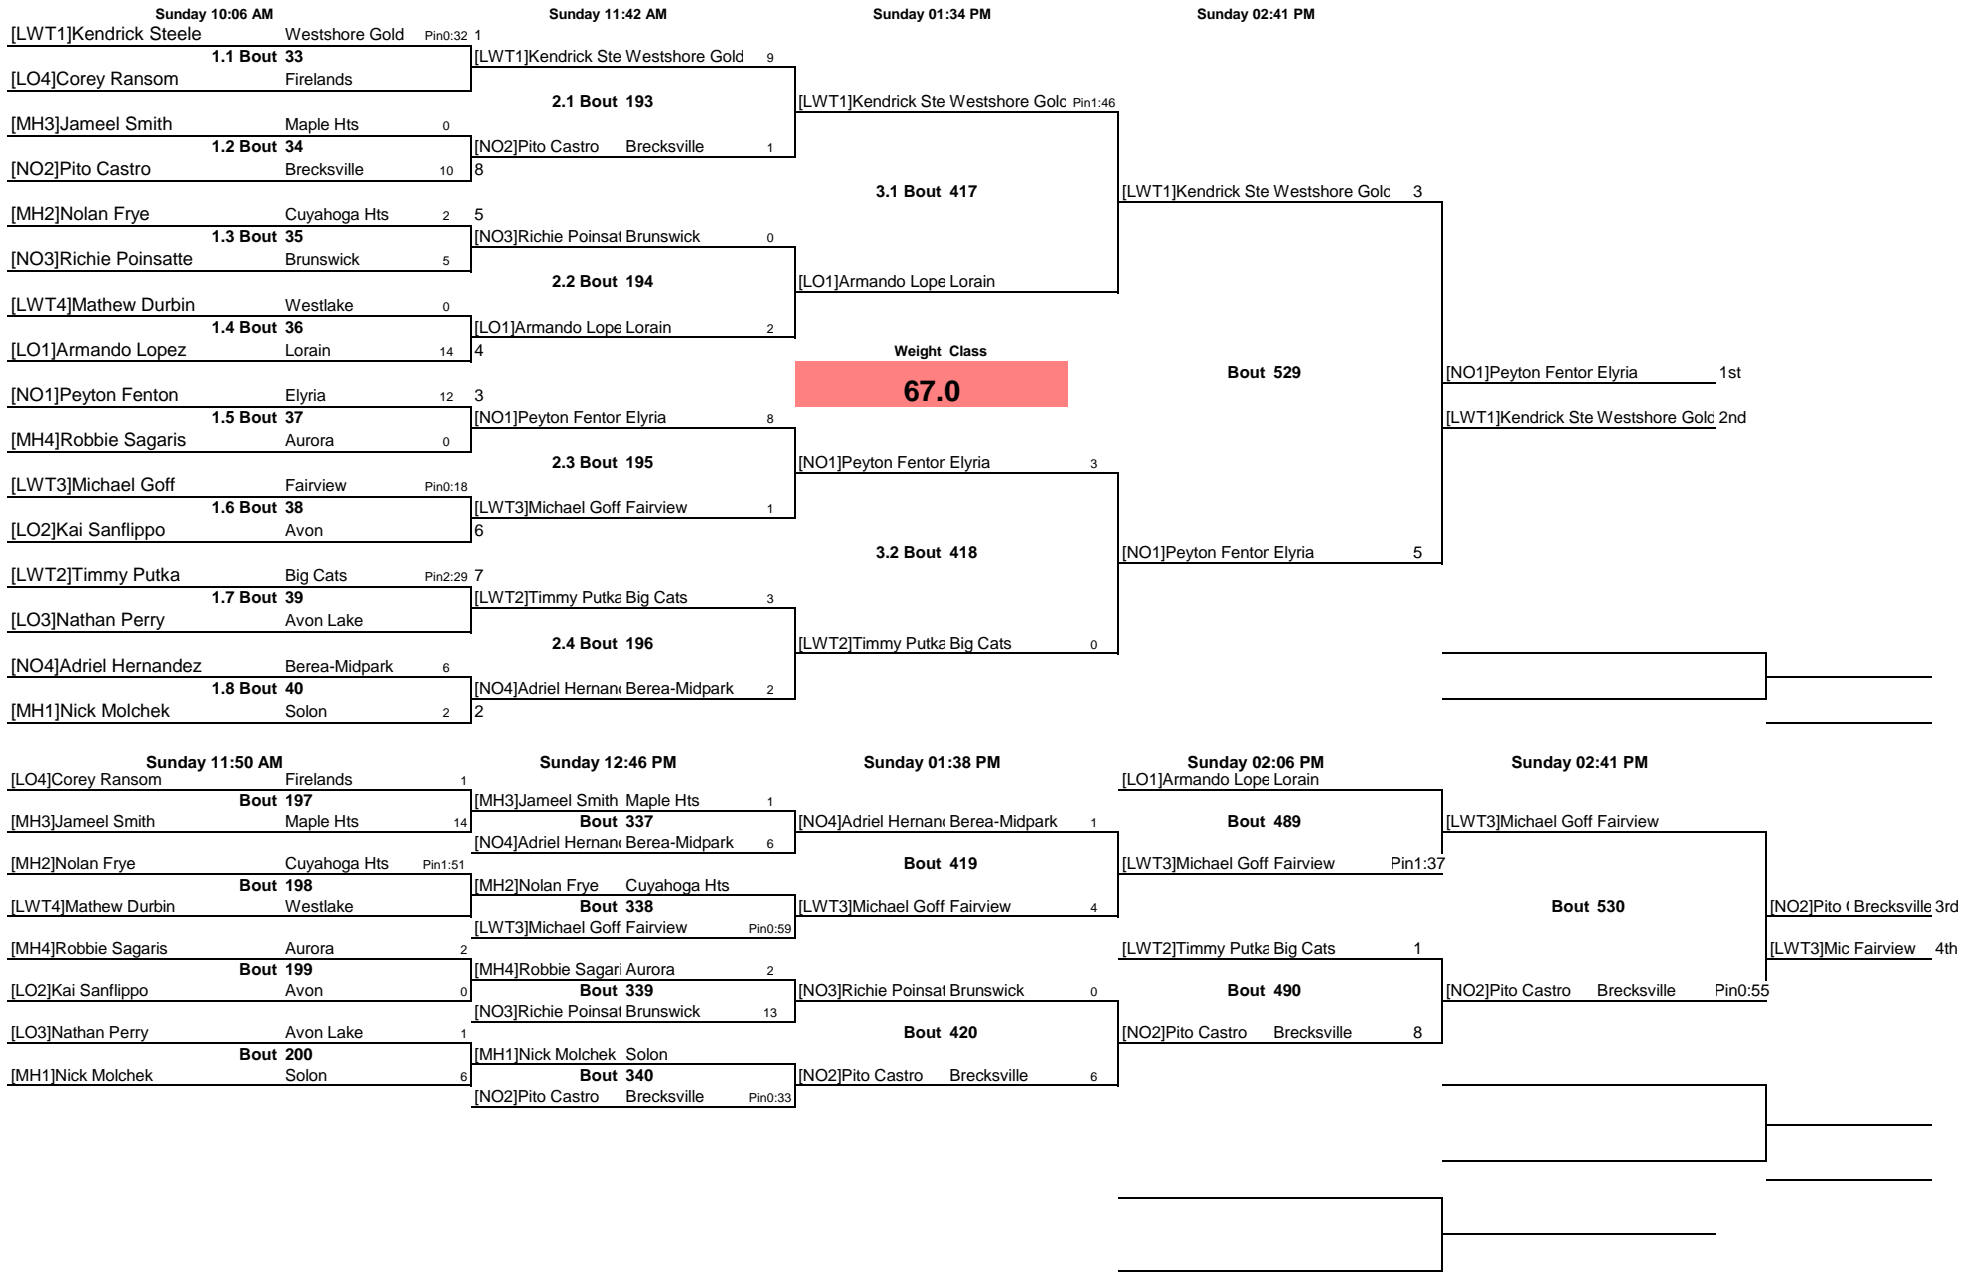 Sunday 10:06 AM Sunday 11:42 AM Sunday 01:34 PM Sunday 02:41 PM
[LWT1]Kendrick Steele Westshore Gold Pin0:32 1
1.1 Bout 33 [LWT1]Kendrick Ste Westshore Gold 9
[LO4]Corey Ransom Firelands
2.1 Bout 193 [LWT1]Kendrick Ste Westshore Gold Pin1:46
[MH3]Jameel Smith Maple Hts 0
1.2 Bout 34 [NO2]Pito Castro Brecksville 1
[NO2]Pito Castro Brecksville 10 8
3.1 Bout 417 [LWT1]Kendrick Ste Westshore Gold 3
[MH2]Nolan Frye Cuyahoga Hts 2 5
1.3 Bout 35 [NO3]Richie Poinsat Brunswick 0
[NO3]Richie Poinsatte Brunswick 5
2.2 Bout 194 [LO1]Armando Lope Lorain
[LWT4]Mathew Durbin Westlake 0
1.4 Bout 36 [LO1]Armando Lope Lorain 2
[LO1]Armando Lopez Lorain 14 4 Weight Class
Bout 529 [NO1]Peyton Fentor Elyria 1st
[NO1]Peyton Fenton Elyria 12 3 67.0
1.5 Bout 37 [NO1]Peyton Fentor Elyria 8 [LWT1]Kendrick Ste Westshore Gold 2nd
[MH4]Robbie Sagaris Aurora 0
2.3 Bout 195 [NO1]Peyton Fentor Elyria 3
[LWT3]Michael Goff Fairview Pin0:18
1.6 Bout 38 [LWT3]Michael Goff Fairview 1
[LO2]Kai Sanflippo Avon 6
3.2 Bout 418 [NO1]Peyton Fentor Elyria 5
[LWT2]Timmy Putka Big Cats Pin2:29 7
1.7 Bout 39 [LWT2]Timmy Putka Big Cats 3
[LO3]Nathan Perry Avon Lake
2.4 Bout 196 [LWT2]Timmy Putka Big Cats 0
[NO4]Adriel Hernandez Berea-Midpark 6
1.8 Bout 40 [NO4]Adriel Hernan Berea-Midpark 2
[MH1]Nick Molchek Solon 2 2
Sunday 11:50 AM Sunday 12:46 PM Sunday 01:38 PM Sunday 02:06 PM Sunday 02:41 PM
[LO4]Corey Ransom Firelands 1 [LO1]Armando Lope Lorain
Bout 197 [MH3]Jameel Smith Maple Hts 1
[MH3]Jameel Smith Maple Hts 14 Bout 337 [NO4]Adriel Hernan Berea-Midpark 1 Bout 489 [LWT3]Michael Goff Fairview
[NO4]Adriel Hernan Berea-Midpark 6
[MH2]Nolan Frye Cuyahoga Hts Pin1:51 Bout 419 [LWT3]Michael Goff Fairview Pin1:37
Bout 198 [MH2]Nolan Frye Cuyahoga Hts
[LWT4]Mathew Durbin Westlake Bout 338 [LWT3]Michael Goff Fairview 4 Bout 530 [NO2]Pito Brecksville 3rd
[LWT3]Michael Goff Fairview Pin0:59
[MH4]Robbie Sagaris Aurora 2 [LWT2]Timmy Putka Big Cats 1 [LWT3]Mic Fairview 4th
Bout 199 [MH4]Robbie Sagari Aurora 2
[LO2]Kai Sanflippo Avon 0 Bout 339 [NO3]Richie Poinsat Brunswick 0 Bout 490 [NO2]Pito Castro Brecksville Pin0:55
[NO3]Richie Poinsat Brunswick 13
[LO3]Nathan Perry Avon Lake 1 Bout 420 [NO2]Pito Castro Brecksville 8
Bout 200 [MH1]Nick Molchek Solon
[MH1]Nick Molchek Solon 6 Bout 340 [NO2]Pito Castro Brecksville 6
[NO2]Pito Castro Brecksville Pin0:33